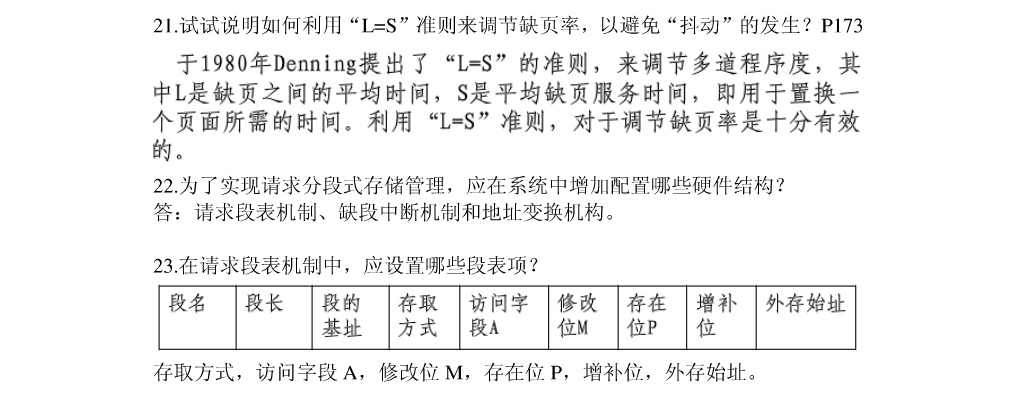 21.试试说明如何利用“L=S”准则来调节缺页率，以避免“抖动”的发生？P173
于1980年Denning提出了“L=S”的准则，来调节多道程序度，其
中L是缺页之间的平均时间，S是平均缺页服务时间，即用于置换一
个页面所需的时间。利用“L=S”准则，对于调节缺页率是十分有效
的。
22.为了实现请求分段式存储管理，应在系统中增加配置哪些硬件结构？
答：请求段表机制、缺段中断机制和地址变换机构。
23.在请求段表机制中，应设置哪些段表项？
段名 段长 段的 存取 访问字 修改 存在 增补 外存始址
基址 方式 段A 位M 位P 位
存取方式，访问字段 A，修改位 M，存在位 P，增补位，外存始址。